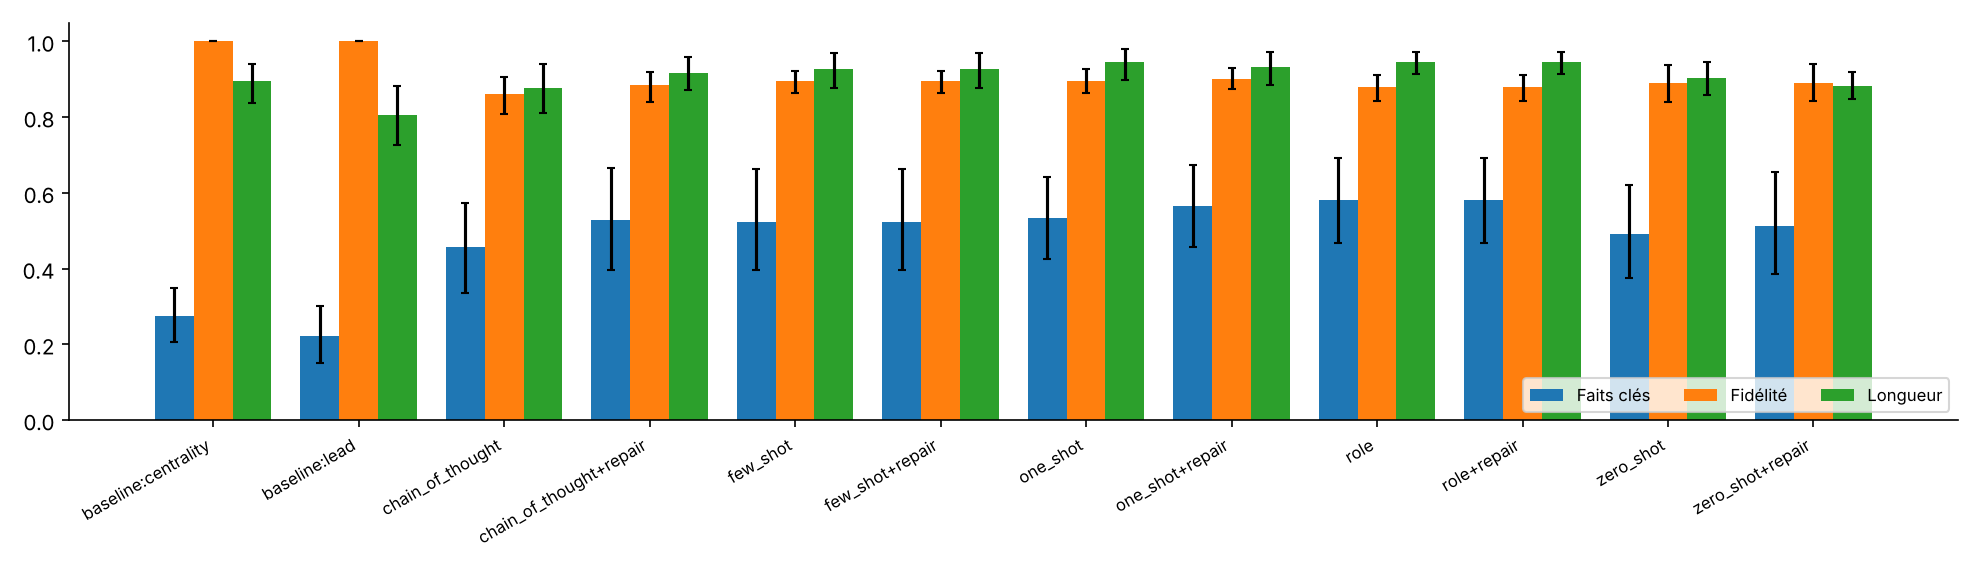 1.0
0.8
0.6
0.4
0.2
0.0
Faits clés Fidélité Longueur
baseline:centrality
baseline:lead
chain_of_thought
chain_of_thought+repair
few_shot
few_shot+repair
one_shot
one_shot+repair
role
role+repair
zero_shot
zero_shot+repair